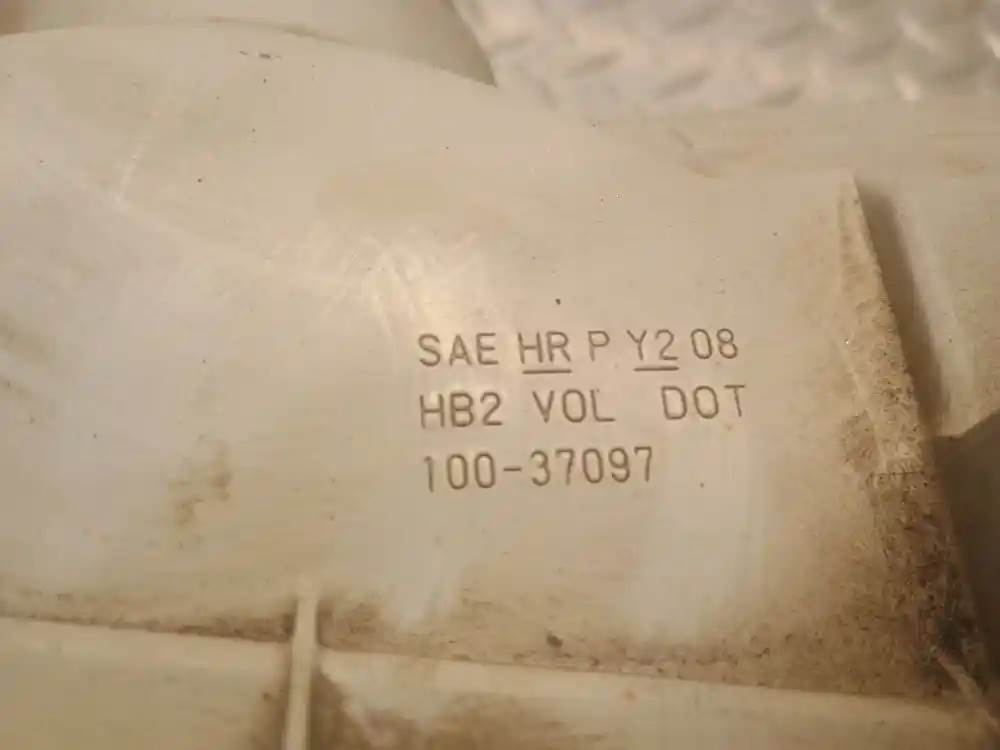 SAE HR P Y2 08
HB2 VOL DOT
100-37097